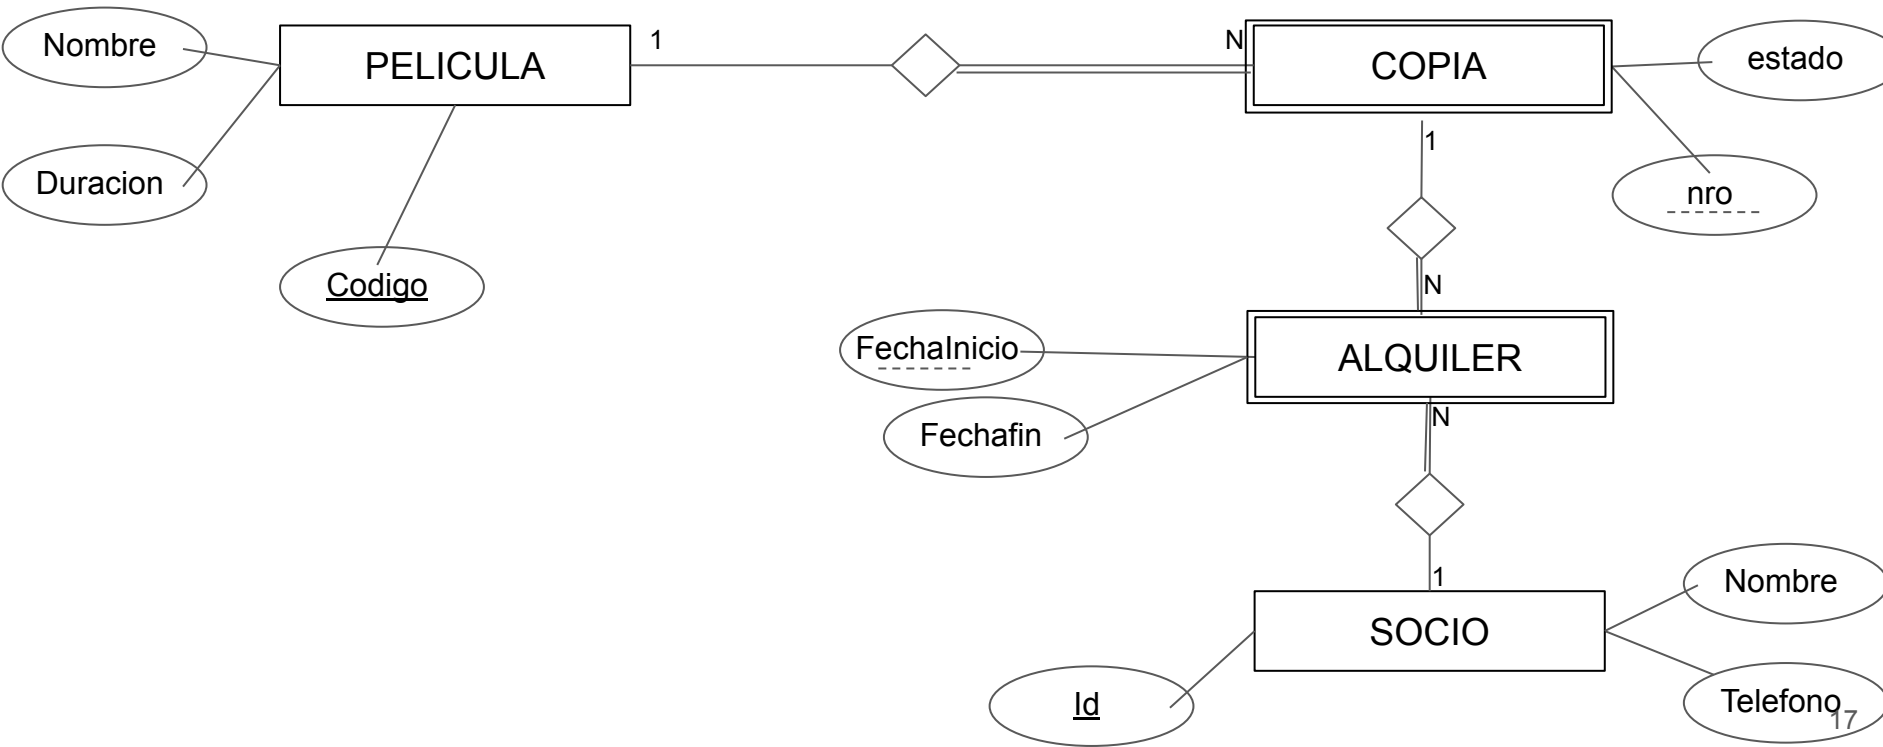 Nombre
PELICULA
1
N
COPIA
estado
Duracion
1
nro
Codigo
N
FechaInicio
ALQUILER
Fechafin
N
1
Nombre
SOCIO
Id
Telefono
17